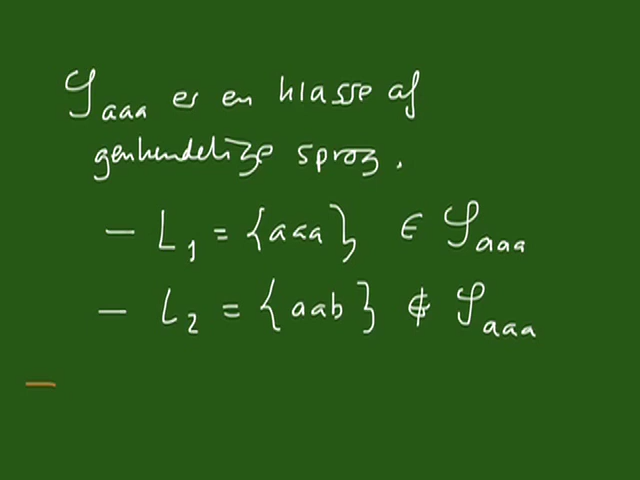 𝒮aaa er en klasse af
genkendelige sprog.
- L₁ = {aaa} ∈ 𝒮aaa
- L₂ = {aab} ∉ 𝒮aaa